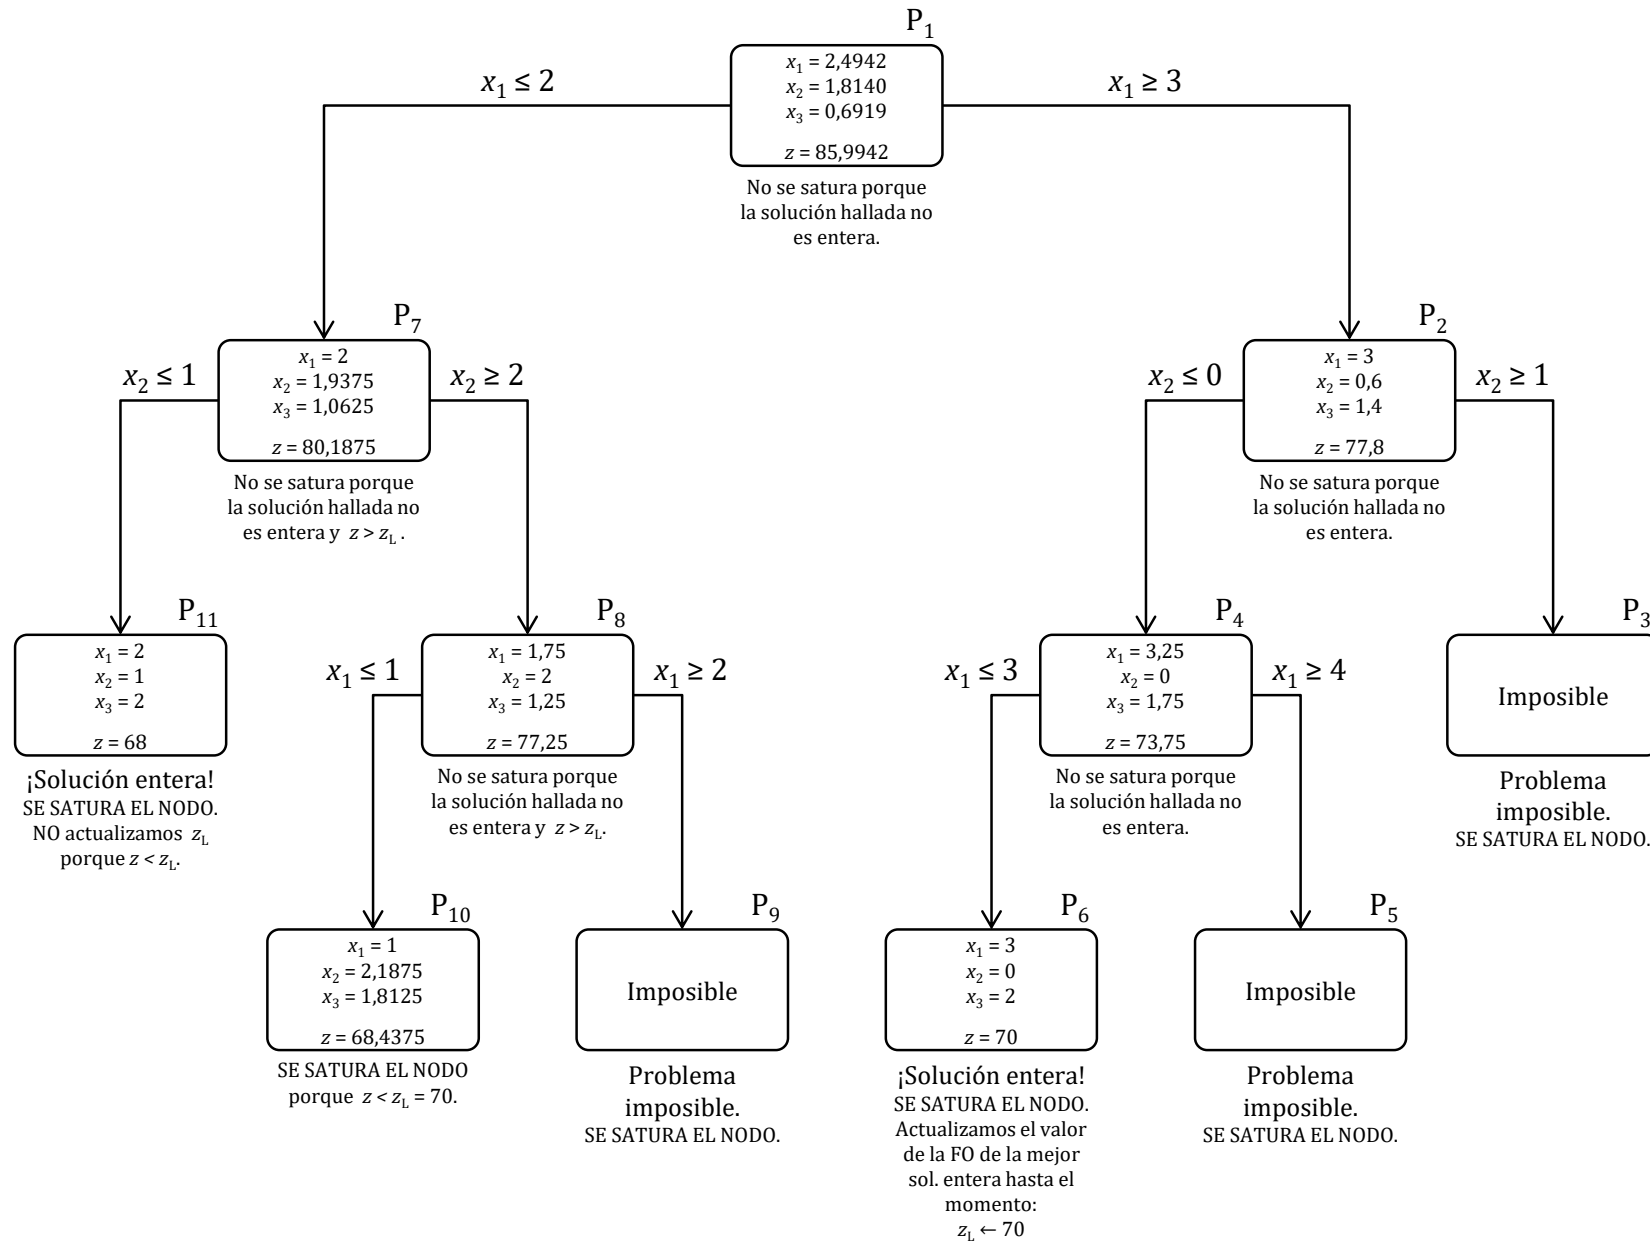 P₁
x₁ = 2,4942
x₂ = 1,8140
x₃ = 0,6919
z = 85,9942
x₁ ≤ 2
x₁ ≥ 3
No se satura porque
la solución hallada no
es entera.
P₇
x₁ = 2
x₂ = 1,9375
x₃ = 1,0625
z = 80,1875
x₂ ≤ 1
x₂ ≥ 2
No se satura porque
la solución hallada no
es entera y z > z_L .
P₂
x₁ = 3
x₂ = 0,6
x₃ = 1,4
z = 77,8
x₂ ≤ 0
x₂ ≥ 1
No se satura porque
la solución hallada no
es entera.
P₁₁
x₁ = 2
x₂ = 1
x₃ = 2
z = 68
¡Solución entera!
SE SATURA EL NODO.
NO actualizamos z_L
porque z < z_L.
P₈
x₁ = 1,75
x₂ = 2
x₃ = 1,25
z = 77,25
x₁ ≤ 1
x₁ ≥ 2
No se satura porque
la solución hallada no
es entera y z > z_L.
P₄
x₁ = 3,25
x₂ = 0
x₃ = 1,75
z = 73,75
x₁ ≤ 3
x₁ ≥ 4
No se satura porque
la solución hallada no
es entera.
P₃
Imposible
Problema
imposible.
SE SATURA EL NODO.
P₁₀
x₁ = 1
x₂ = 2,1875
x₃ = 1,8125
z = 68,4375
SE SATURA EL NODO
porque z < z_L = 70.
P₉
Imposible
Problema
imposible.
SE SATURA EL NODO.
P₆
x₁ = 3
x₂ = 0
x₃ = 2
z = 70
¡Solución entera!
SE SATURA EL NODO.
Actualizamos el valor
de la FO de la mejor
sol. entera hasta el
momento:
z_L ← 70
P₅
Imposible
Problema
imposible.
SE SATURA EL NODO.